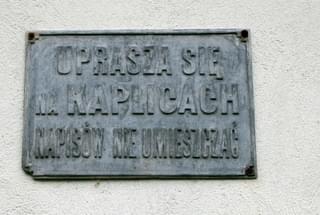 UPRASZA SIĘ
NA KAPLICACH
NAPISÓW NIE UMIESZCZAĆ